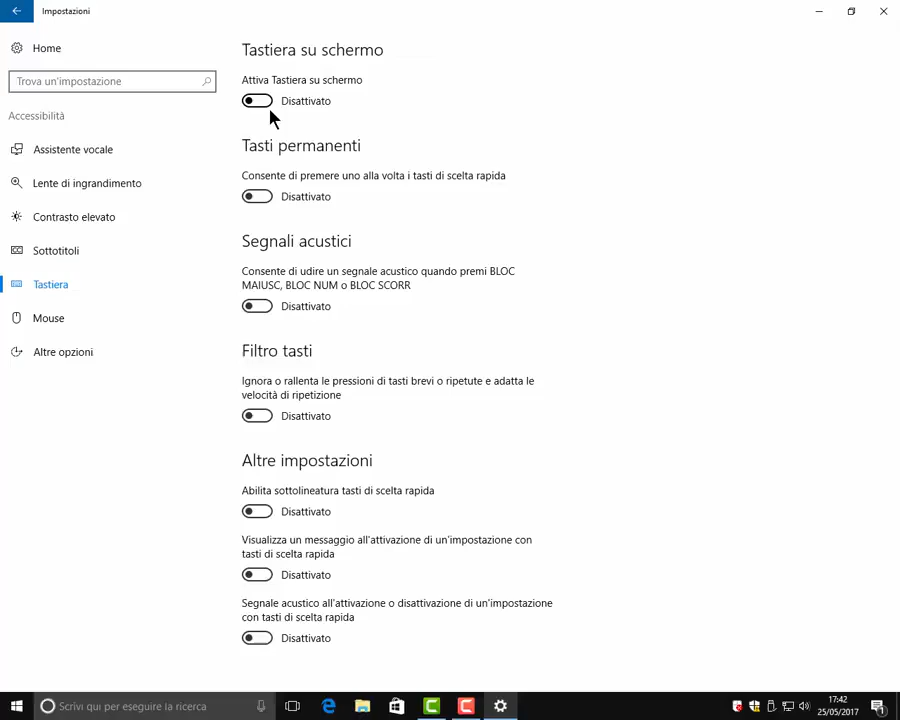 Impostazioni
Home
Trova un'impostazione
Accessibilità
Assistente vocale
Lente di ingrandimento
Contrasto elevato
Sottotitoli
Tastiera
Mouse
Altre opzioni
Tastiera su schermo
Attiva Tastiera su schermo
Disattivato
Tasti permanenti
Consente di premere uno alla volta i tasti di scelta rapida
Disattivato
Segnali acustici
Consente di udire un segnale acustico quando premi BLOC
MAIUSC, BLOC NUM o BLOC SCORR
Disattivato
Filtro tasti
Ignora o rallenta le pressioni di tasti brevi o ripetute e adatta le
velocità di ripetizione
Disattivato
Altre impostazioni
Abilita sottolineatura tasti di scelta rapida
Disattivato
Visualizza un messaggio all'attivazione di un'impostazione con
tasti di scelta rapida
Disattivato
Segnale acustico all'attivazione o disattivazione di un'impostazione
con tasti di scelta rapida
Disattivato
Scrivi qui per eseguire la ricerca
17:42
25/05/2017
1